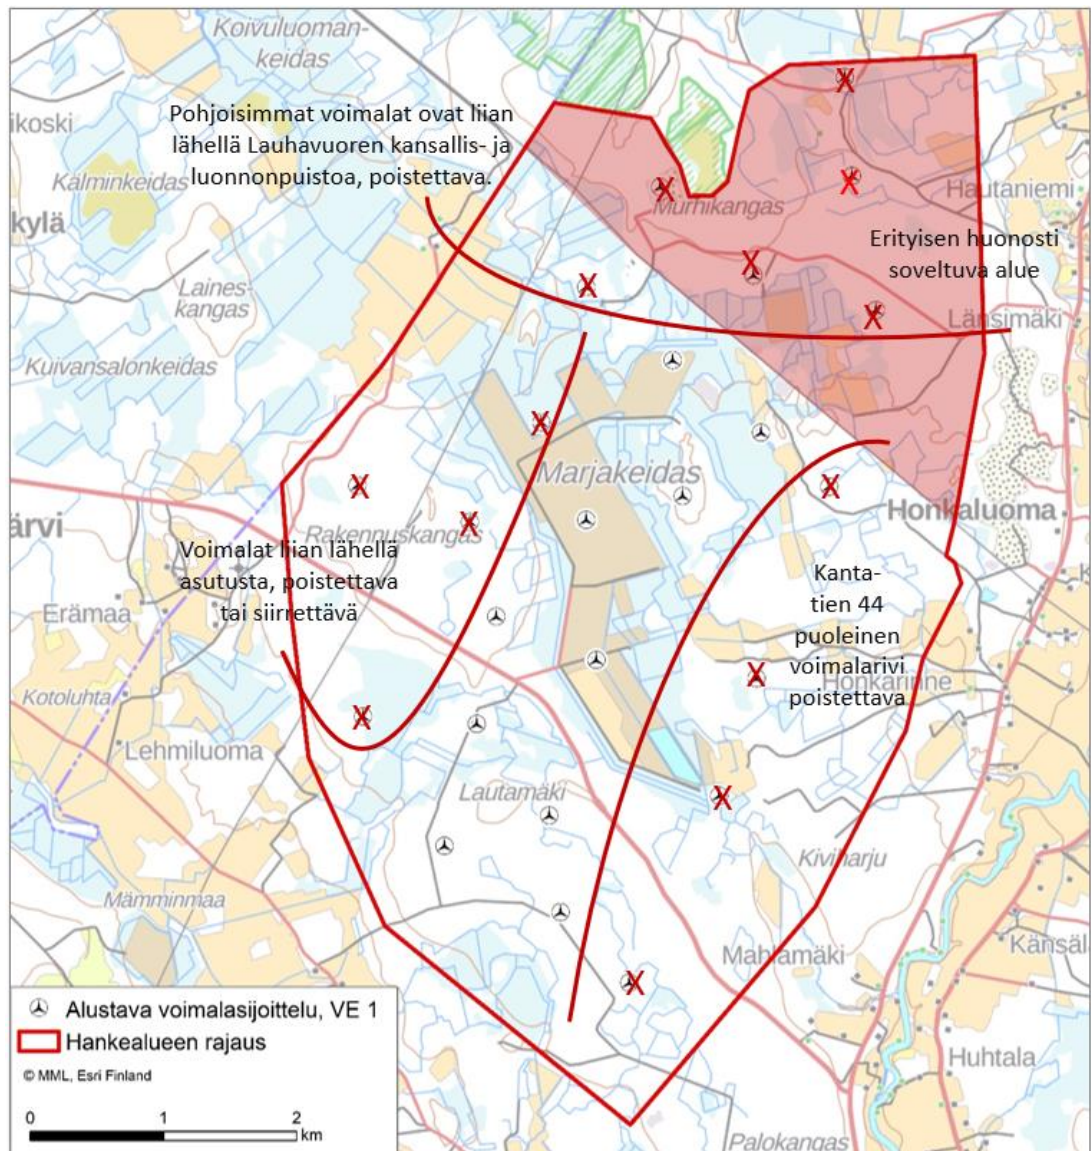 Koivuluoman-
keidas
Pohjoisimmat voimalat ovat liian
lähellä Lauhavuoren kansallis- ja
luonnonpuistoa, poistettava.
ikoski
Kalminkeidas
kylä
Murhikangas
Hautaniemi
Erityisen huonosti
soveltuva alue
Laines-
kangas
Länsimäki
Kuivansalonkeidas
Marjakeidas
ärvi
Rakennuskangas
Honkaluoma
Voimalat liian lähellä
asutusta, poistettava
tai siirrettävä
Erämaa
Kanta-
tien 44
puoleinen
voimalarivi
poistettava
Honkarinne
Kotoluhta
Lehmiluoma
Lautamäki
Kiviharju
Mämminmaa
Mahlamäki
Känsäl
Huhtala
Palokangas
Alustava voimalasijoittelu, VE 1
Hankealueen rajaus
© MML, Esri Finland
0 1 2
km